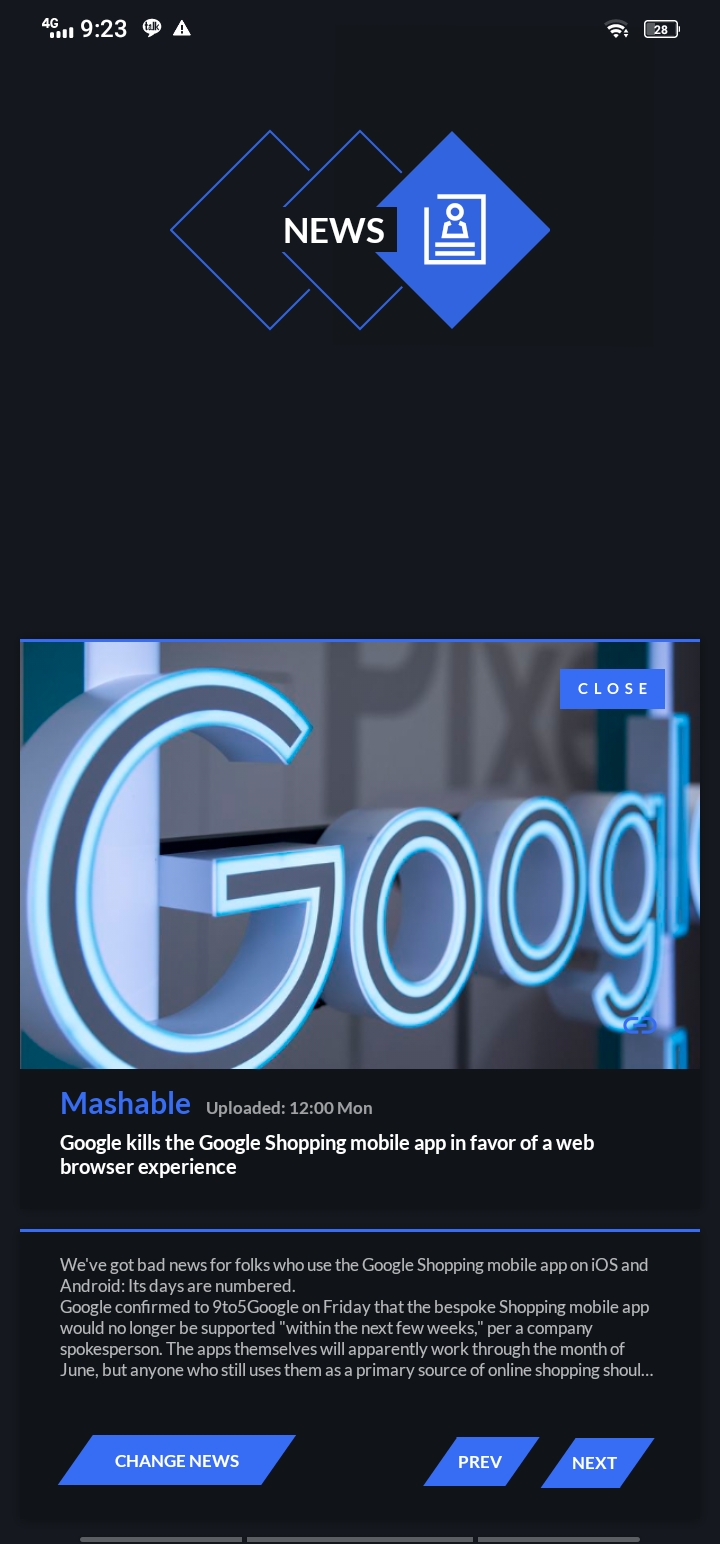 4G 9:23 talk 28
NEWS
Pixe
CLOSE
Goog
Mashable Uploaded: 12:00 Mon
Google kills the Google Shopping mobile app in favor of a web
browser experience
We've got bad news for folks who use the Google Shopping mobile app on iOS and
Android: Its days are numbered.
Google confirmed to 9to5Google on Friday that the bespoke Shopping mobile app
would no longer be supported "within the next few weeks," per a company
spokesperson. The apps themselves will apparently work through the month of
June, but anyone who still uses them as a primary source of online shopping shoul...
CHANGE NEWS PREV NEXT